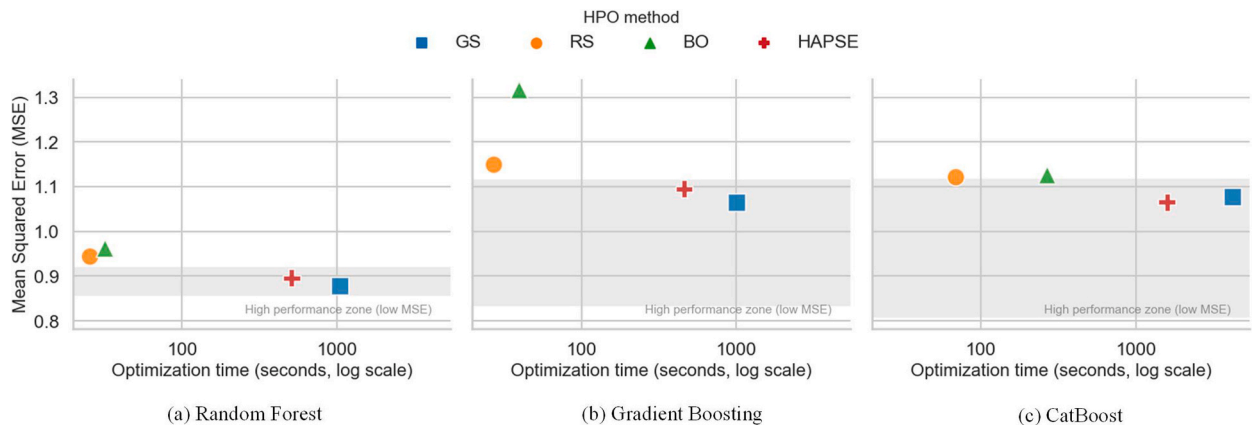 HPO method
GS RS BO HAPSE
Mean Squared Error (MSE)
1.3
1.2
1.1
1.0
0.9
0.8
High performance zone (low MSE)
High performance zone (low MSE)
High performance zone (low MSE)
100 1000 100 1000 100 1000
Optimization time (seconds, log scale) Optimization time (seconds, log scale) Optimization time (seconds, log scale)
(a) Random Forest (b) Gradient Boosting (c) CatBoost